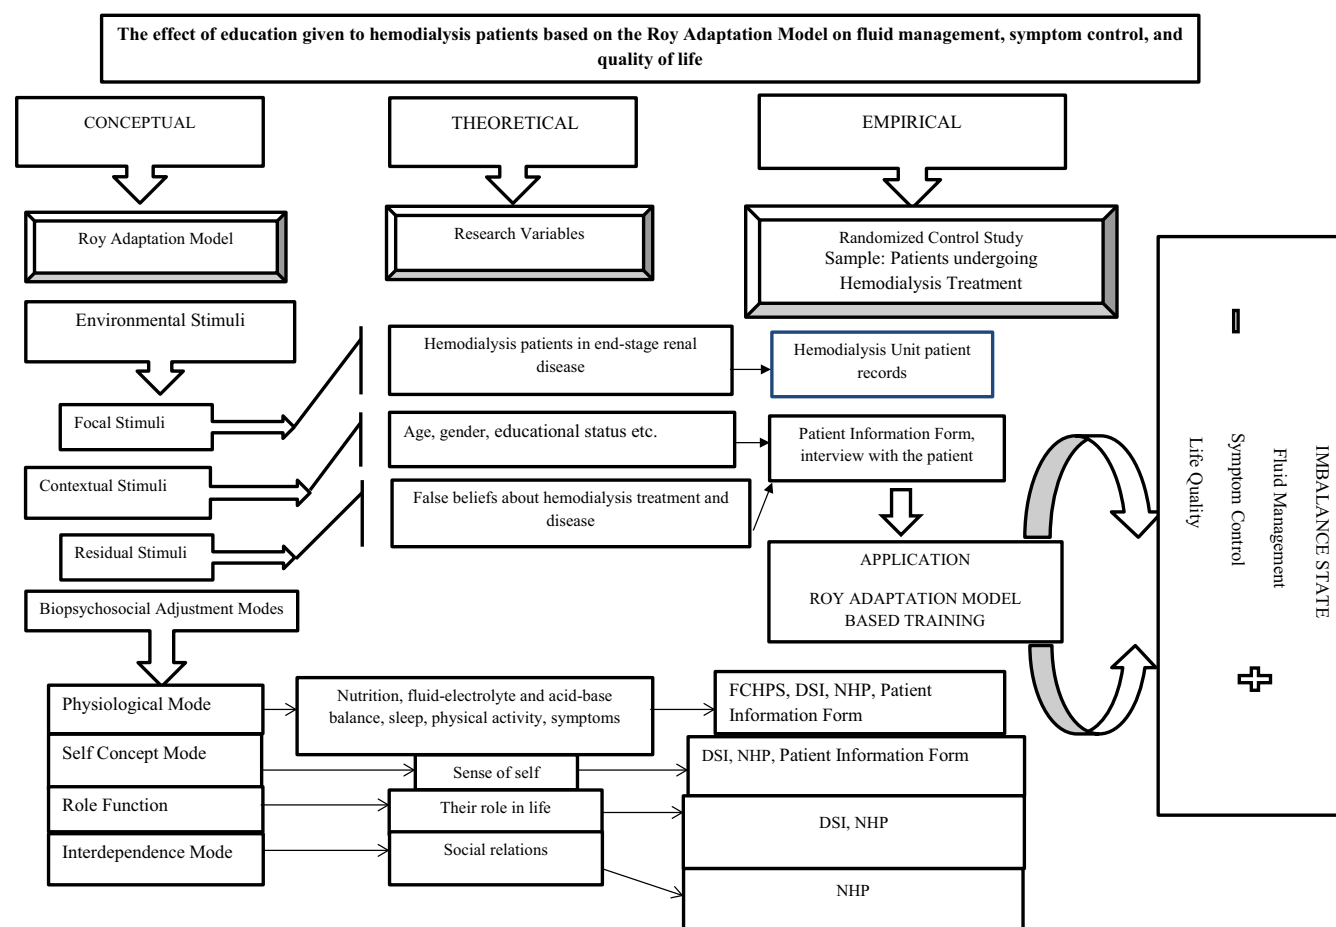 The effect of education given to hemodialysis patients based on the Roy Adaptation Model on fluid management, symptom control, and
quality of life
CONCEPTUAL
THEORETICAL
EMPIRICAL
Roy Adaptation Model
Research Variables
Randomized Control Study
Sample: Patients undergoing
Hemodialysis Treatment
Environmental Stimuli
Hemodialysis patients in end-stage renal
disease
Hemodialysis Unit patient
records
Focal Stimuli
Age, gender, educational status etc.
Patient Information Form,
interview with the patient
Contextual Stimuli
False beliefs about hemodialysis treatment and
disease
Residual Stimuli
APPLICATION
ROY ADAPTATION MODEL
BASED TRAINING
IMBALANCE STATE
Fluid Management
Symptom Control
Life Quality
Biopsychosocial Adjustment Modes
Physiological Mode
Nutrition, fluid-electrolyte and acid-base
balance, sleep, physical activity, symptoms
FCHPS, DSI, NHP, Patient
Information Form
Self Concept Mode
Sense of self
DSI, NHP, Patient Information Form
Role Function
Their role in life
DSI, NHP
Interdependence Mode
Social relations
NHP